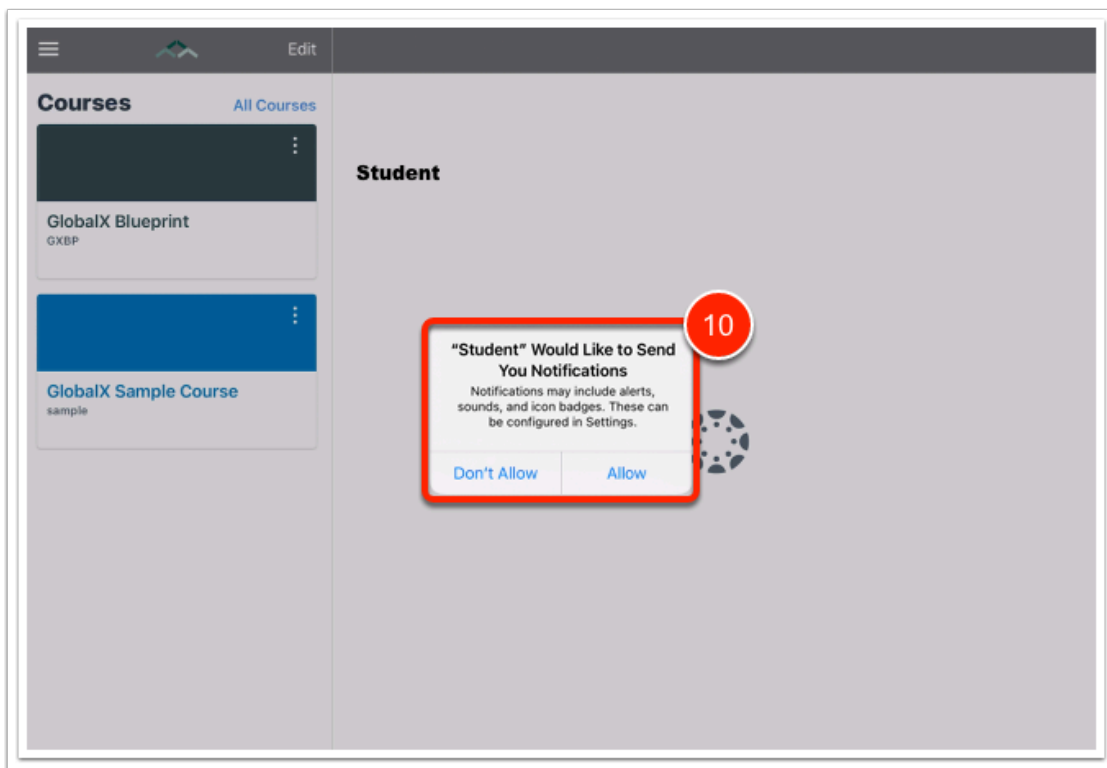 Edit
Courses
All Courses
GlobalX Blueprint
GXBP
GlobalX Sample Course
sample
Student
10
“Student” Would Like to Send
You Notifications
Notifications may include alerts,
sounds, and icon badges. These can
be configured in Settings.
Don’t Allow
Allow